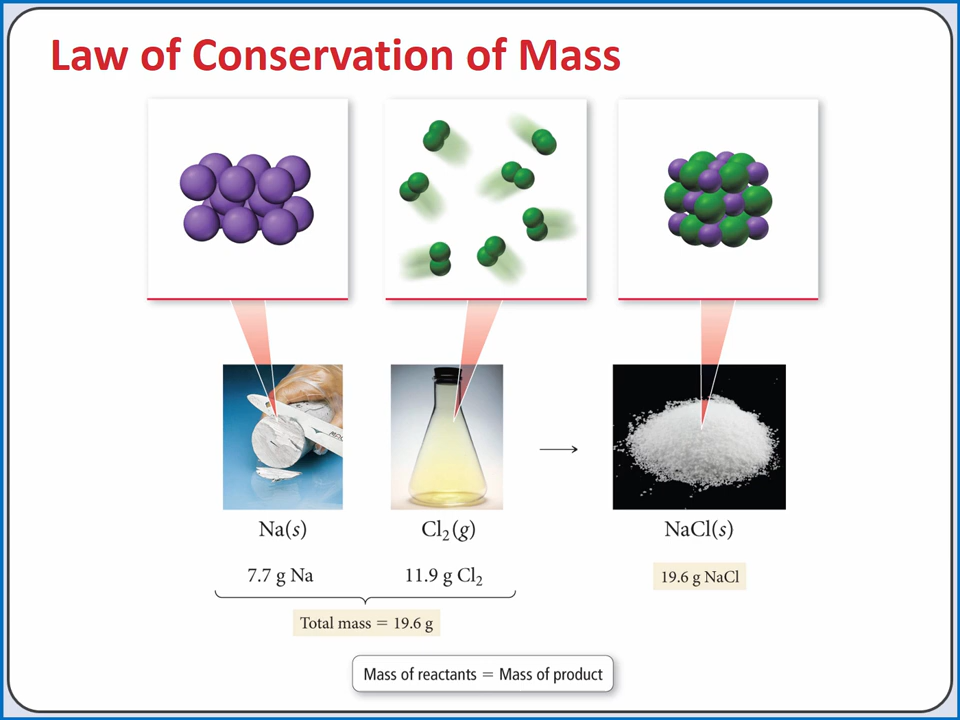 Law of Conservation of Mass
Na(s)
Cl₂(g)
→
NaCl(s)
7.7 g Na
11.9 g Cl₂
19.6 g NaCl
Total mass = 19.6 g
Mass of reactants = Mass of product